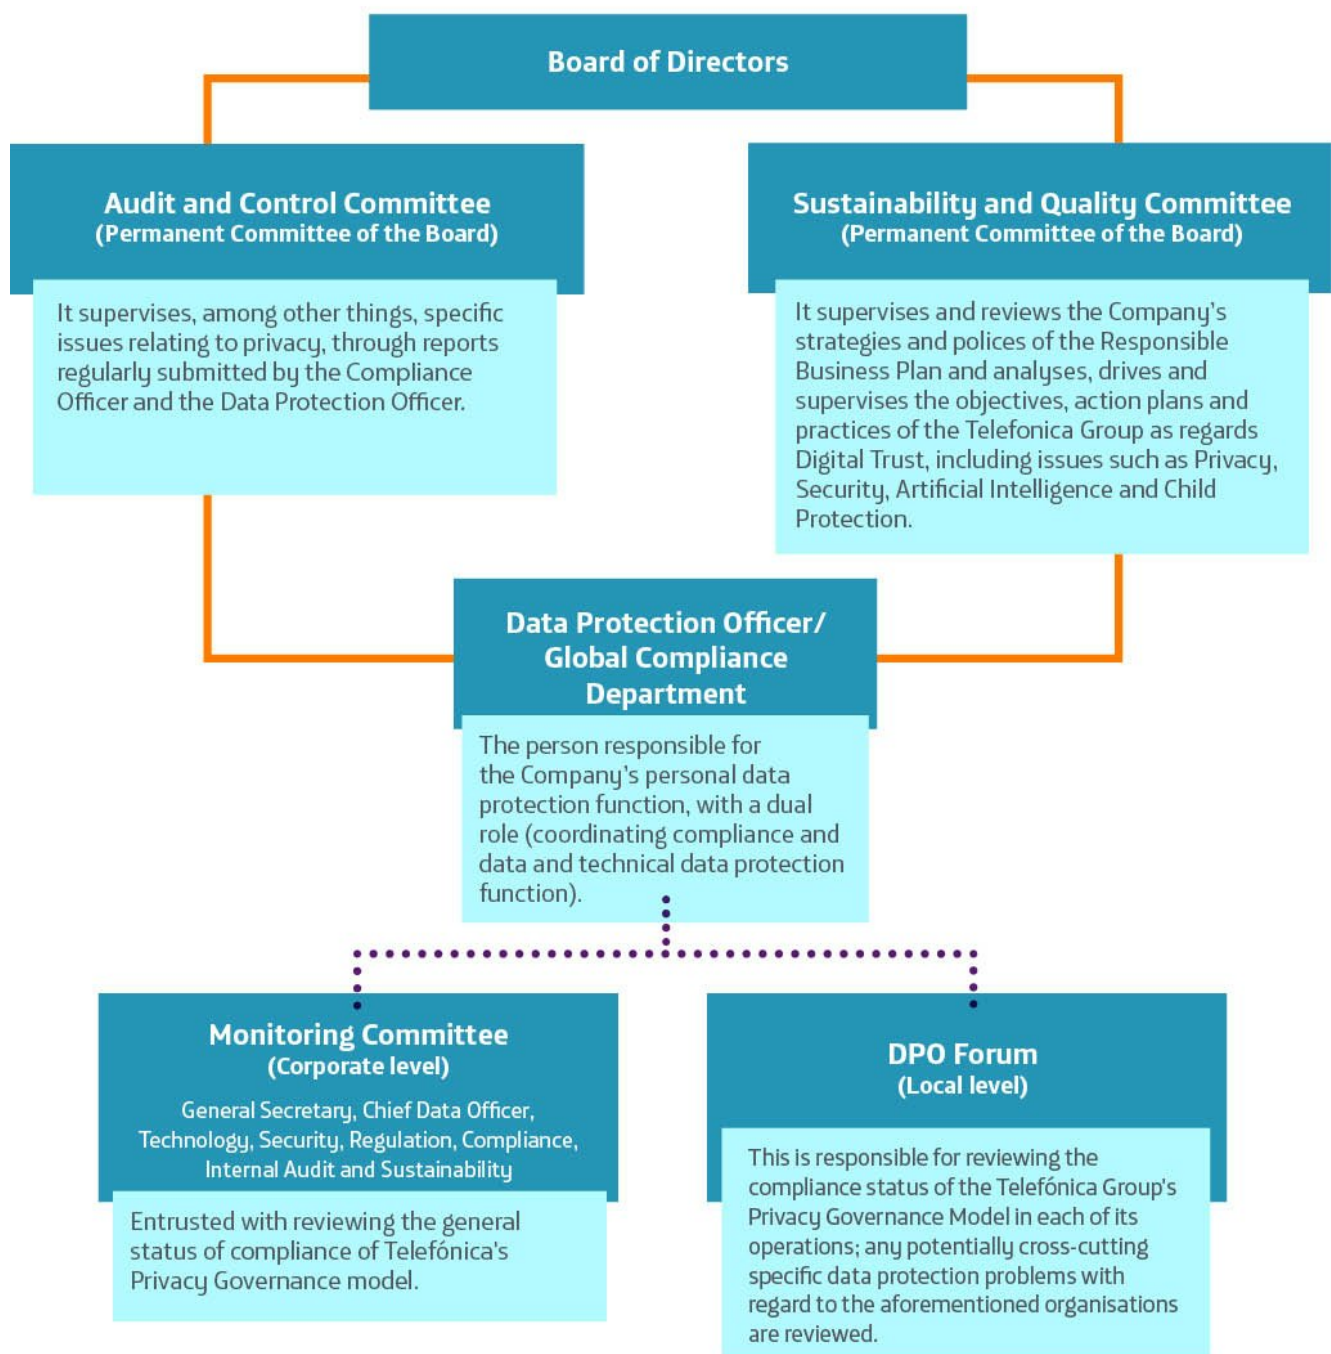 Board of Directors
Audit and Control Committee
(Permanent Committee of the Board)
It supervises, among other things, specific
issues relating to privacy, through reports
regularly submitted by the Compliance
Officer and the Data Protection Officer.
Sustainability and Quality Committee
(Permanent Committee of the Board)
It supervises and reviews the Company's
strategies and polices of the Responsible
Business Plan and analyses, drives and
supervises the objectives, action plans and
practices of the Telefonica Group as regards
Digital Trust, including issues such as Privacy,
Security, Artificial Intelligence and Child
Protection.
Data Protection Officer/
Global Compliance
Department
The person responsible for
the Company's personal data
protection function, with a dual
role (coordinating compliance and
data and technical data protection
function).
Monitoring Committee
(Corporate level)
General Secretary, Chief Data Officer,
Technology, Security, Regulation, Compliance,
Internal Audit and Sustainability
Entrusted with reviewing the general
status of compliance of Telefónica's
Privacy Governance model.
DPO Forum
(Local level)
This is responsible for reviewing the
compliance status of the Telefónica Group's
Privacy Governance Model in each of its
operations; any potentially cross-cutting
specific data protection problems with
regard to the aforementioned organisations
are reviewed.